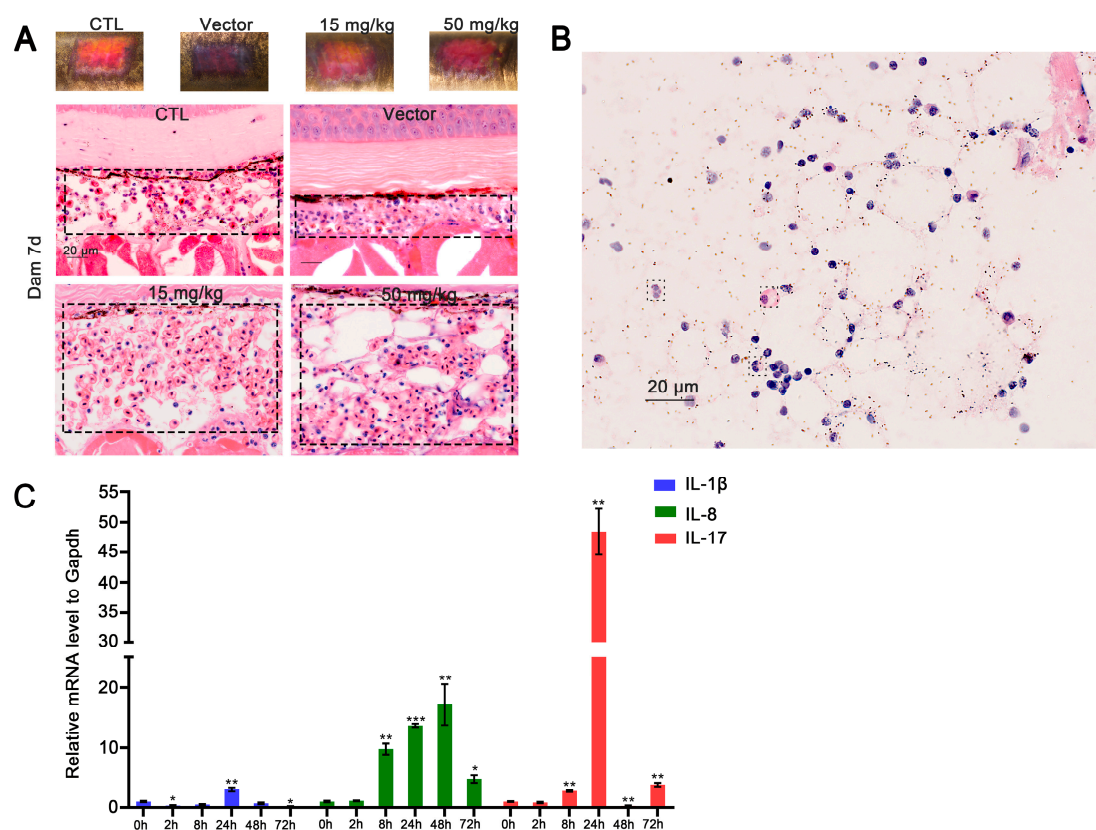 A
CTL
Vector
15 mg/kg
50 mg/kg
Dam 7d
CTL
Vector
20 μm
15 mg/kg
50 mg/kg
B
20 μm
C
IL-1β
IL-8
IL-17
Relative mRNA level to Gapdh
55
50
45
40
35
30
20
10
0
**
*
**
*
**
***
**
*
**
**
**
**
0h 2h 8h 24h 48h 72h 0h 2h 8h 24h 48h 72h 0h 2h 8h 24h 48h 72h